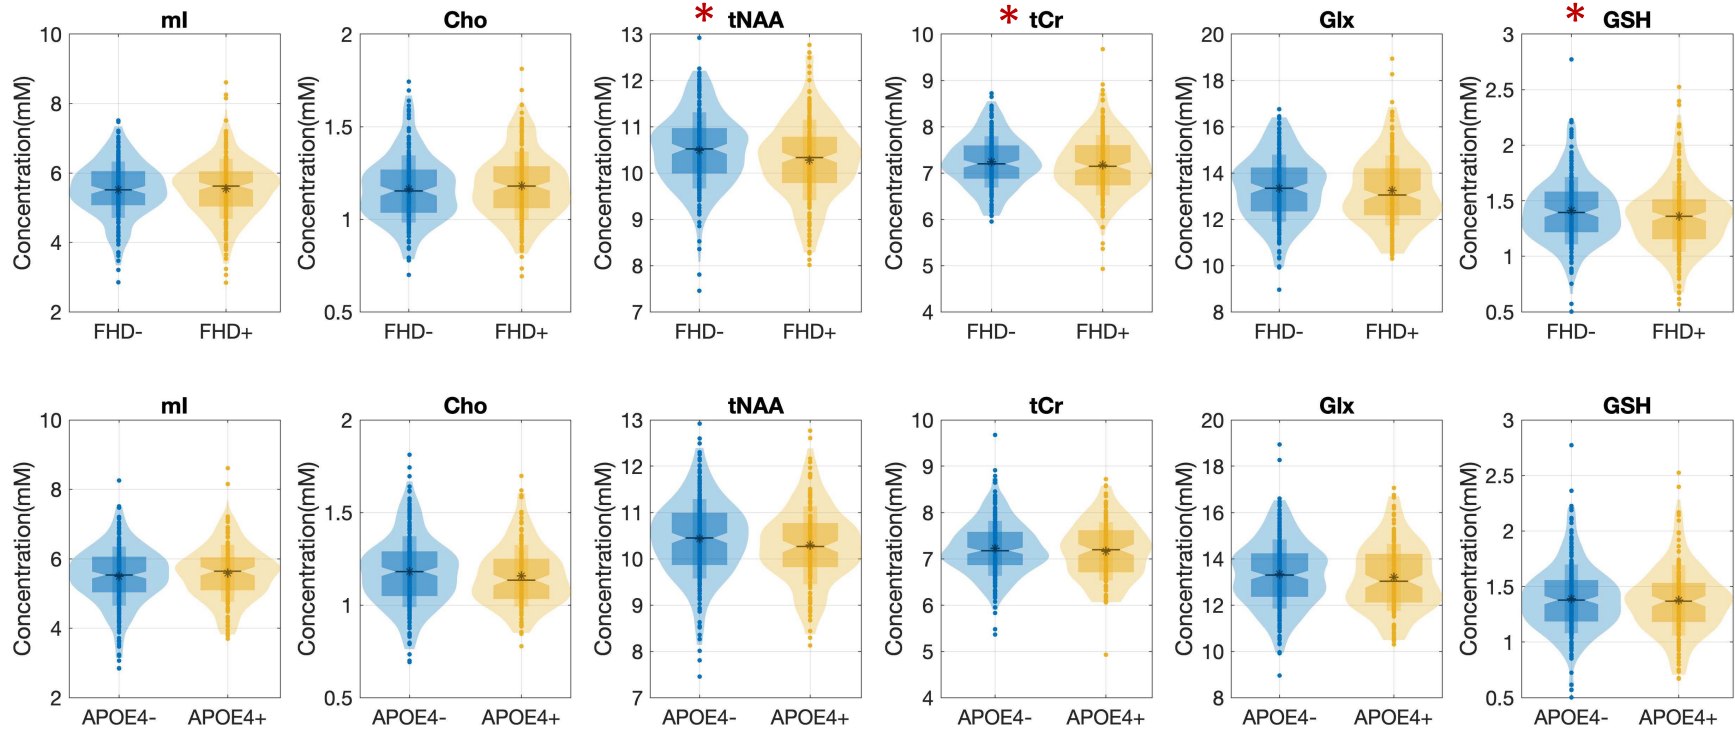 mI
Concentration(mM)
10
8
6
4
2
FHD- FHD+
Cho
Concentration(mM)
2
1.5
1
0.5
FHD- FHD+
* tNAA
Concentration(mM)
13
12
11
10
9
8
7
FHD- FHD+
* tCr
Concentration(mM)
10
9
8
7
6
5
4
FHD- FHD+
Glx
Concentration(mM)
20
18
16
14
12
10
8
FHD- FHD+
* GSH
Concentration(mM)
3
2.5
2
1.5
1
0.5
FHD- FHD+
mI
Concentration(mM)
10
8
6
4
2
APOE4- APOE4+
Cho
Concentration(mM)
2
1.5
1
0.5
APOE4- APOE4+
tNAA
Concentration(mM)
13
12
11
10
9
8
7
APOE4- APOE4+
tCr
Concentration(mM)
10
9
8
7
6
5
4
APOE4- APOE4+
Glx
Concentration(mM)
20
18
16
14
12
10
8
APOE4- APOE4+
GSH
Concentration(mM)
3
2.5
2
1.5
1
0.5
APOE4- APOE4+